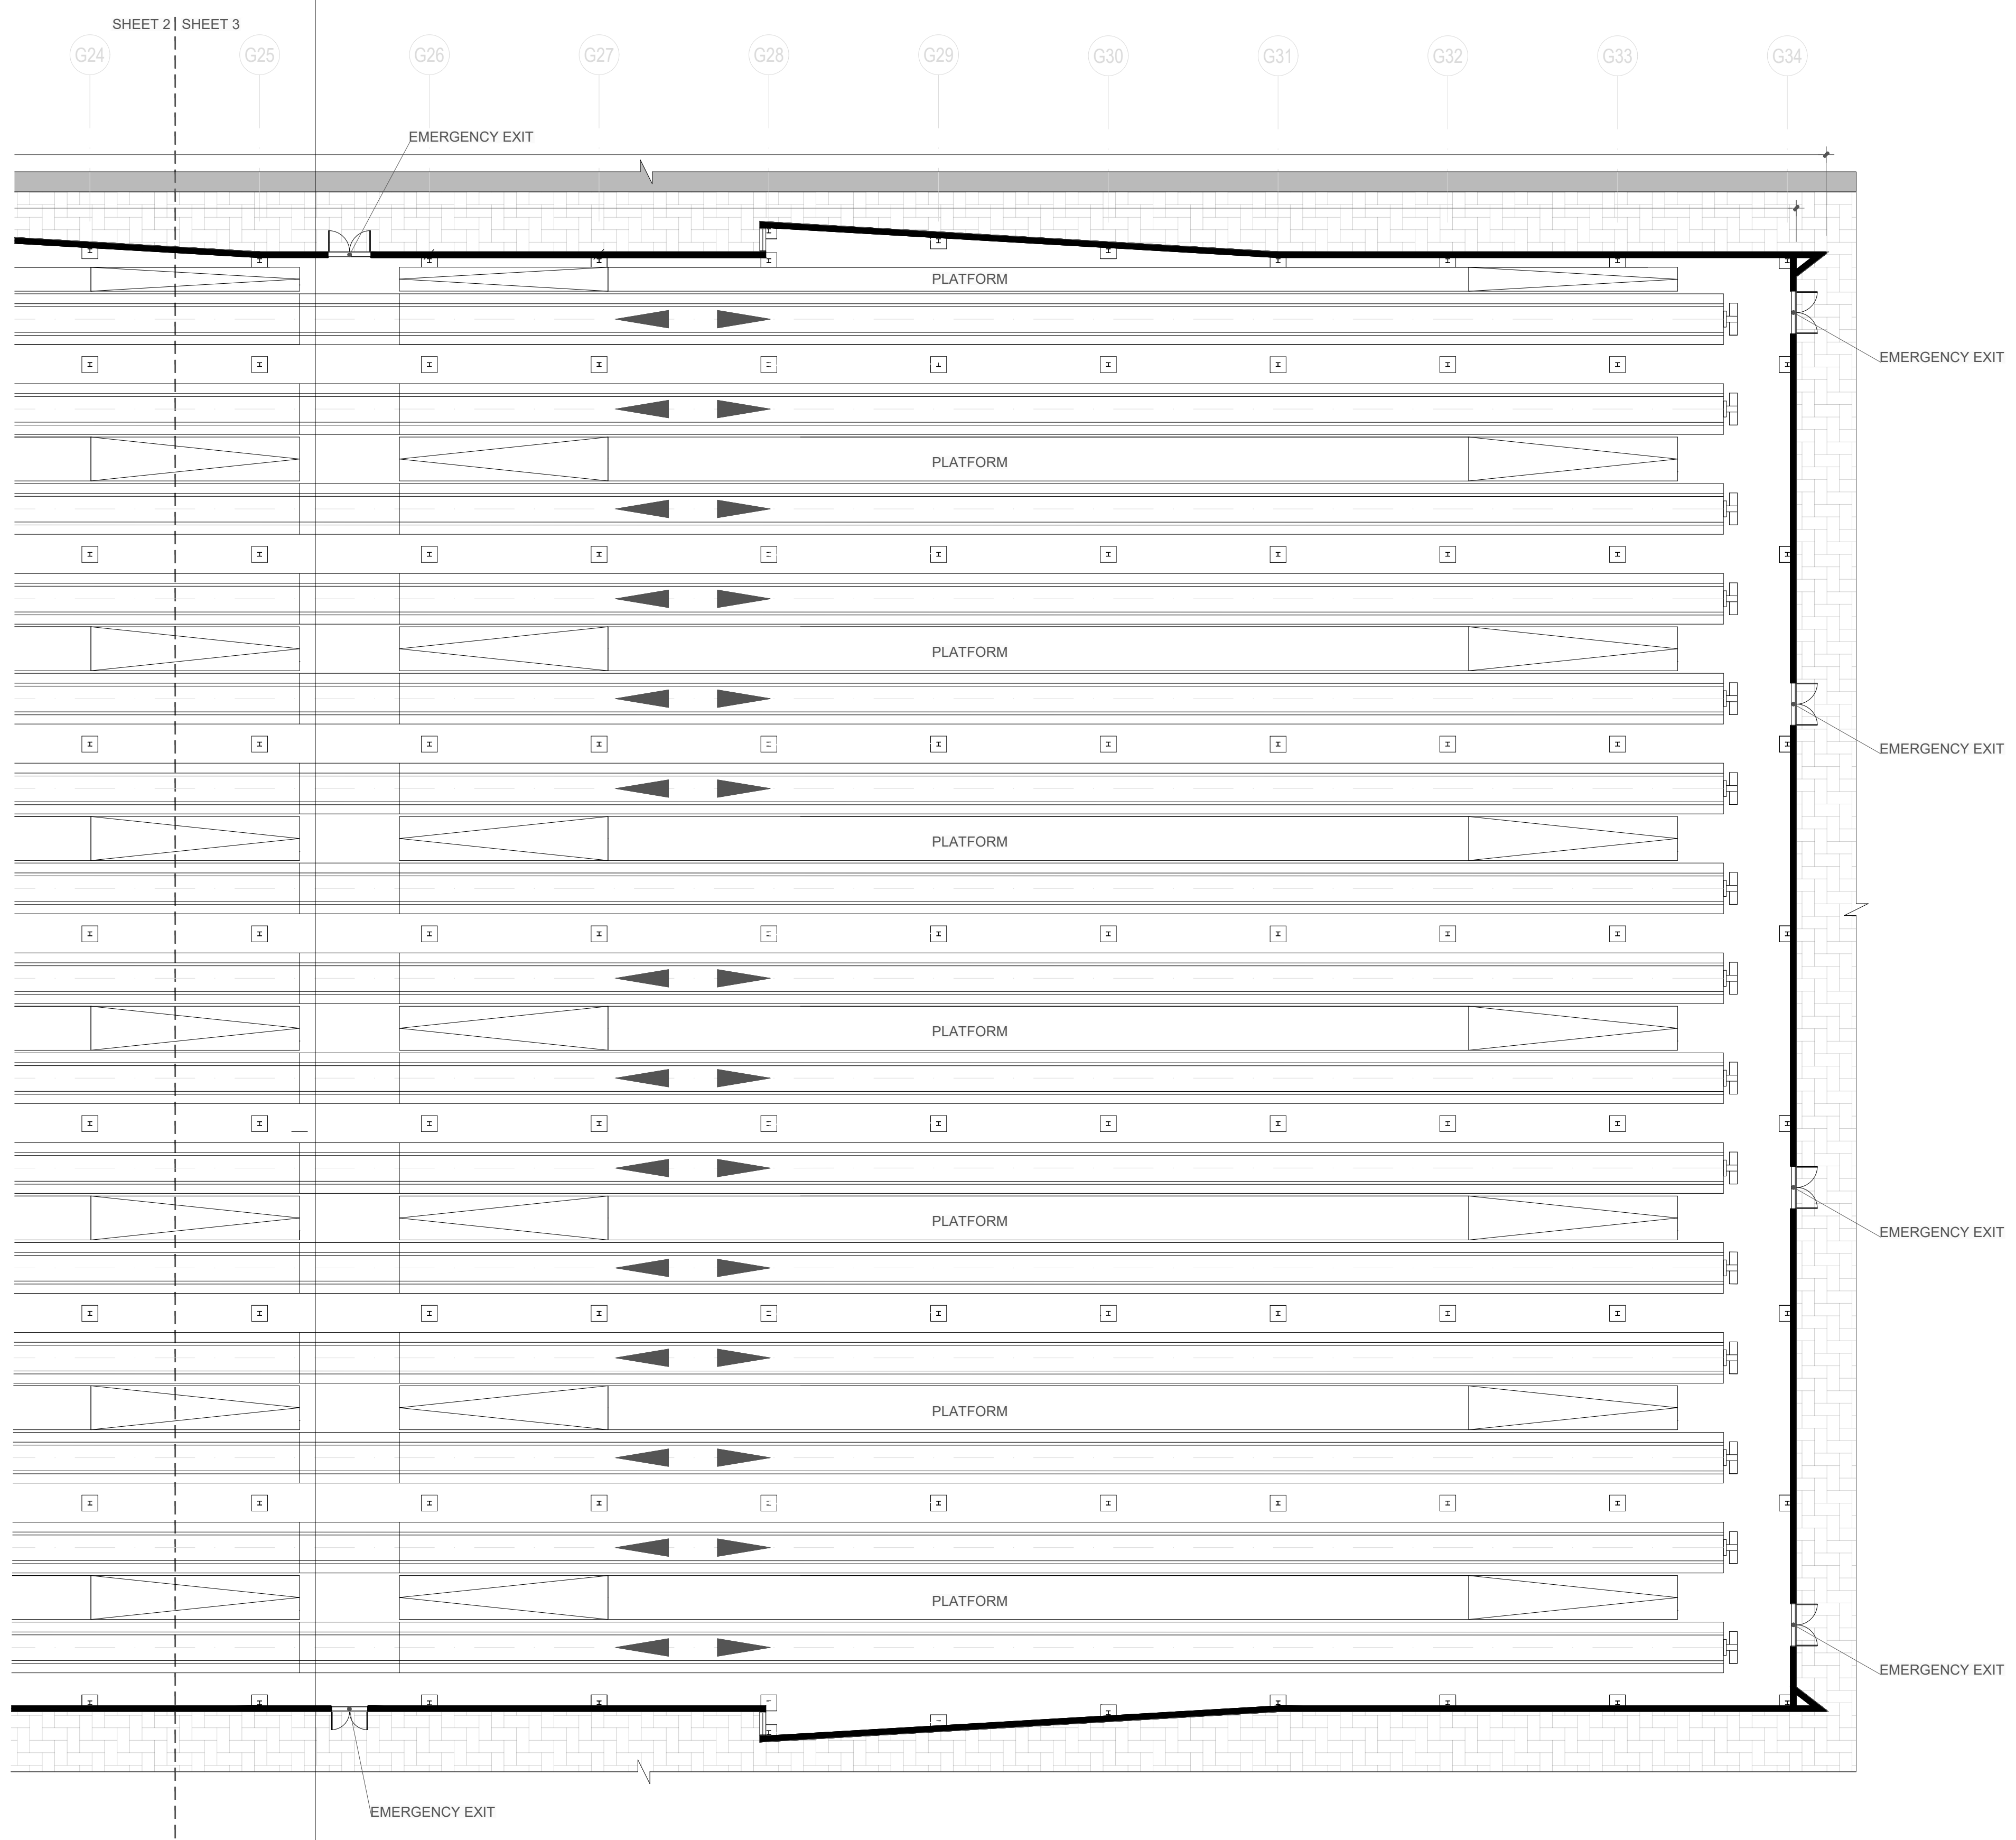 SHEET 2 SHEET 3
G24 G25 G26 G27 G28 G29 G30 G31 G32 G33 G34
EMERGENCY EXIT
PLATFORM
EMERGENCY EXIT
PLATFORM
PLATFORM
EMERGENCY EXIT
PLATFORM
PLATFORM
PLATFORM
EMERGENCY EXIT
PLATFORM
PLATFORM
EMERGENCY EXIT
EMERGENCY EXIT